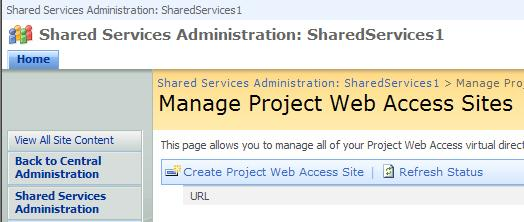 Shared Services Administration: SharedServices1
Shared Services Administration: SharedServices1
Home
Shared Services Administration: SharedServices1 > Manage Proj
Manage Project Web Access Sites
View All Site Content
This page allows you to manage all of your Project Web Access virtual direct
Back to Central
Administration
Create Project Web Access Site | Refresh Status
Shared Services
Administration
URL